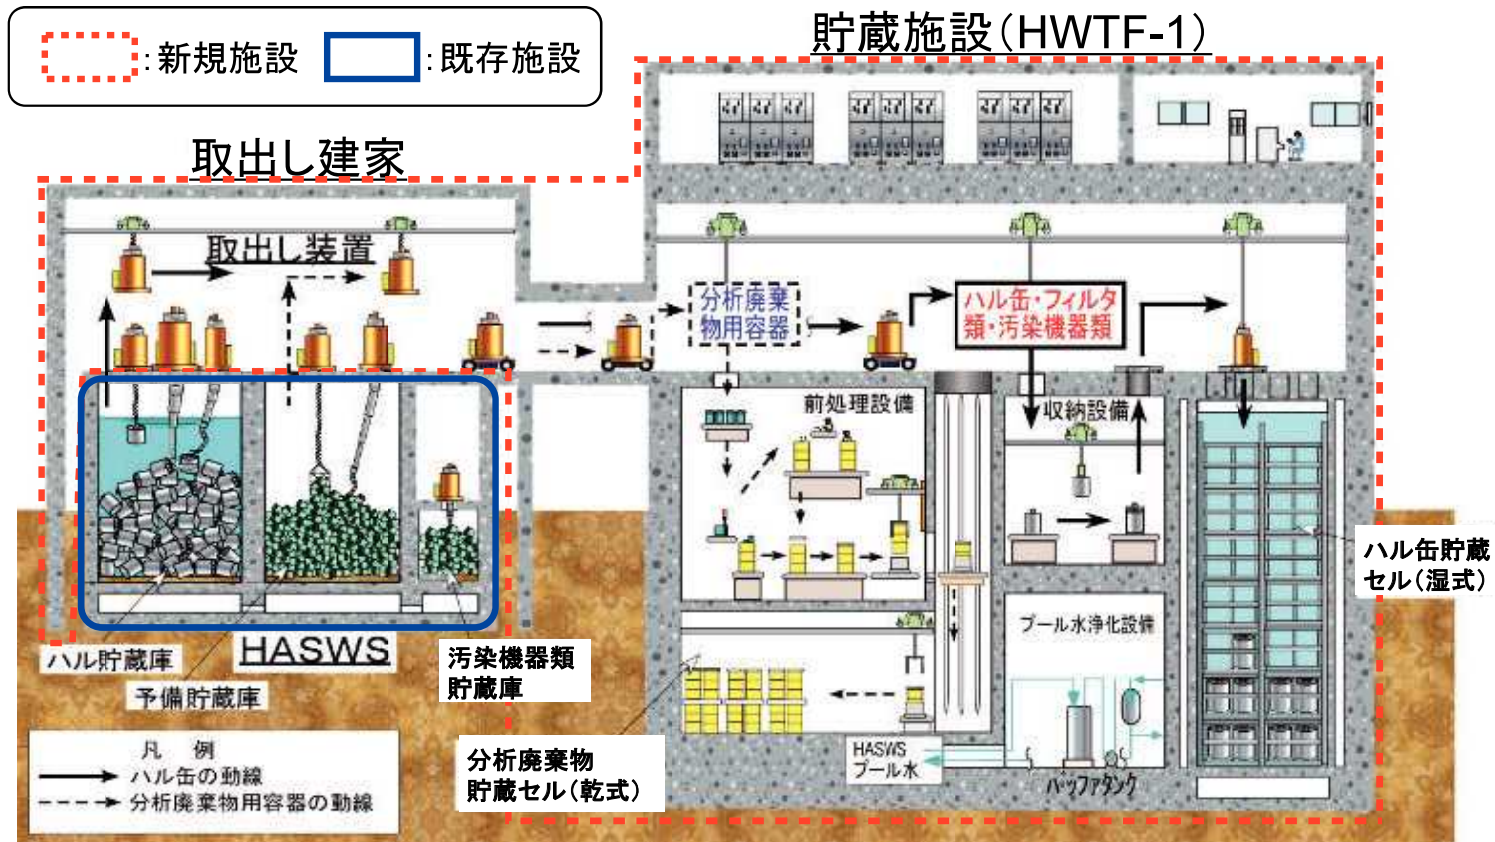 :新規施設
:既存施設
貯蔵施設(HWTF-1)
取出し建家
取出し装置
分析廃棄
物用容器
ハル缶・フィルタ
類・汚染機器類
前処理設備
収納設備
ハル缶貯蔵
セル(湿式)
プール水浄化設備
HASWS
ハル貯蔵庫
予備貯蔵庫
汚染機器類
貯蔵庫
分析廃棄物
貯蔵セル(乾式)
HASWS
プール水
バッファタンク
凡 例
ハル缶の動線
分析廃棄物用容器の動線